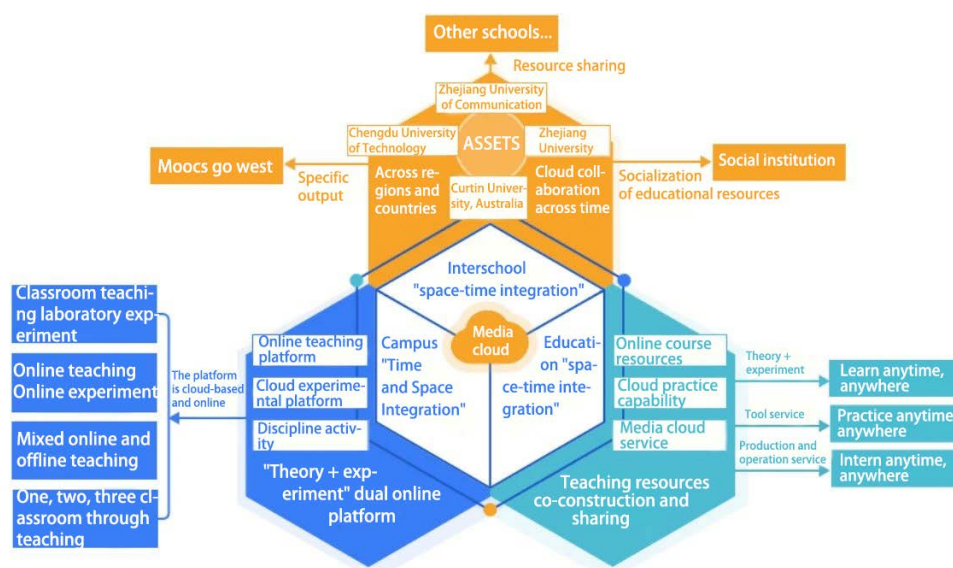 Other schools...
Resource sharing
Zhejiang University
of Communication
Chengdu University
of Technology
ASSETS
Zhejiang
University
Moocs go west
Specific
output
Across re-
gions and
countries
Curtin Univer-
sity, Australia
Cloud col-
laboration
across time
Socialization
of educational resources
Social institution
Interschool
"space-time integration"
Media
cloud
Campus
"Time
and Space
Integration"
Educati-
on "spa-
ce-time inte-
gration"
Classroom teachi-
ng laboratory exp-
eriment
Online teaching
Online experiment
Mixed online and
offline teaching
One, two, three cl-
assroom through
teaching
The platform
is cloud-based
and online
Online teaching
platform
Cloud experime-
ntal platform
Discipline activ-
ity
"Theory + exp-
eriment" dual online
platform
Online course
resources
Cloud practice
capability
Media cloud
service
Teaching resources
co-construction and
sharing
Theory +
experiment
Learn anytime,
anywhere
Tool service
Practice anytime
anywhere
Production and
operation service
Intern anytime,
anywhere